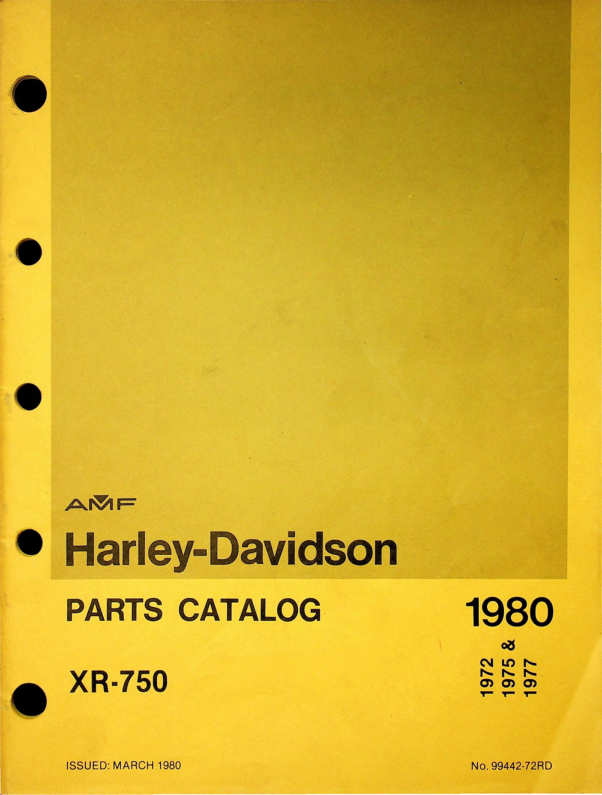 AMF
Harley-Davidson
PARTS CATALOG
1980
XR-750
1972
1975 &
1977
ISSUED: MARCH 1980
No. 99442-72RD